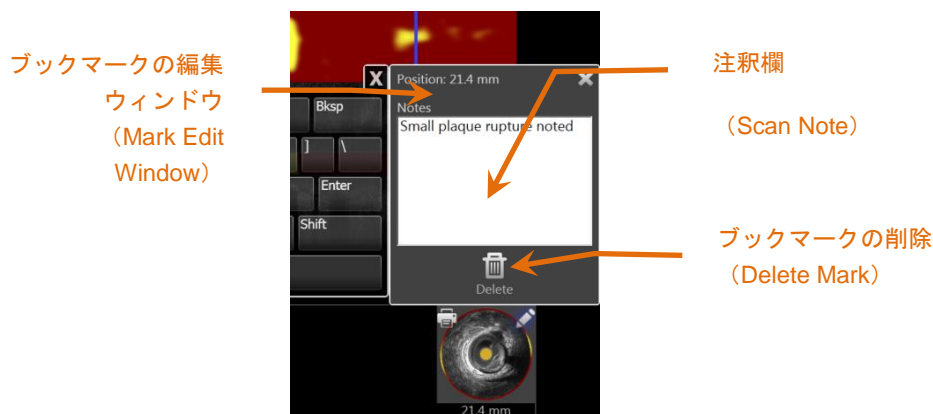 ブックマークの編集
ウィンドウ
（Mark Edit
Window）
X
Bksp
]
\
Enter
Shift
Position: 21.4 mm
Notes
Small plaque rupture noted
Delete
21.4 mm
注釈欄
（Scan Note）
ブックマークの削除
（Delete Mark）